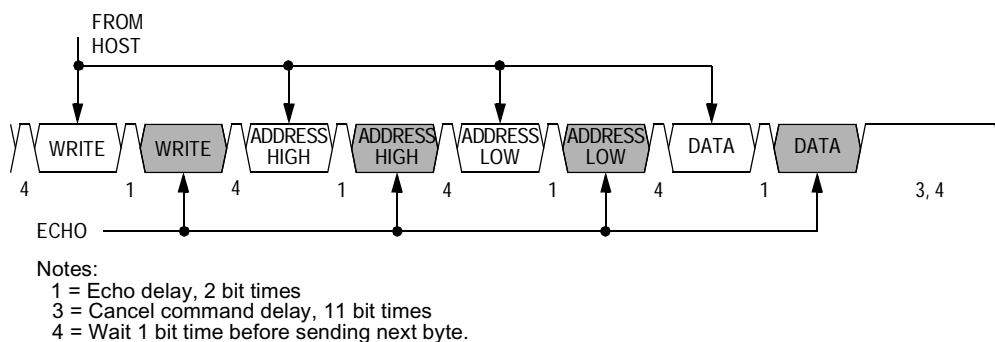 FROM
HOST
WRITE WRITE ADDRESS HIGH ADDRESS HIGH ADDRESS LOW ADDRESS LOW DATA DATA
4 1 4 1 4 1 4 1 3, 4
ECHO
Notes:
1 = Echo delay, 2 bit times
3 = Cancel command delay, 11 bit times
4 = Wait 1 bit time before sending next byte.